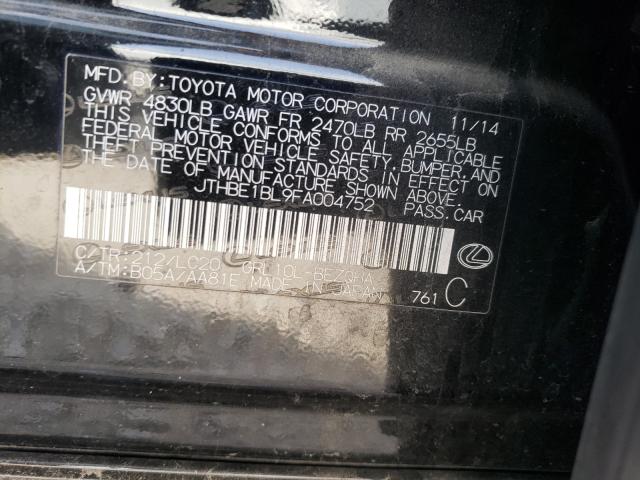 MFD. BY: TOYOTA MOTOR CORPORATION 11/14
GVWR 4830LB GAWR FR 2470LB RR 2655LB
THIS VEHICLE CONFORMS TO ALL APPLICABLE
FEDERAL MOTOR VEHICLE SAFETY, BUMPER, AND
THEFT PREVENTION STANDARDS IN EFFECT ON
THE DATE OF MANUFACTURE SHOWN ABOVE.
JTHBE1BL9FA004752 PASS.CAR
C/TR:212/LC20 GRL10L-BEZQHA
A/TM:B05A/AA81E MADE IN JAPAN 761 C